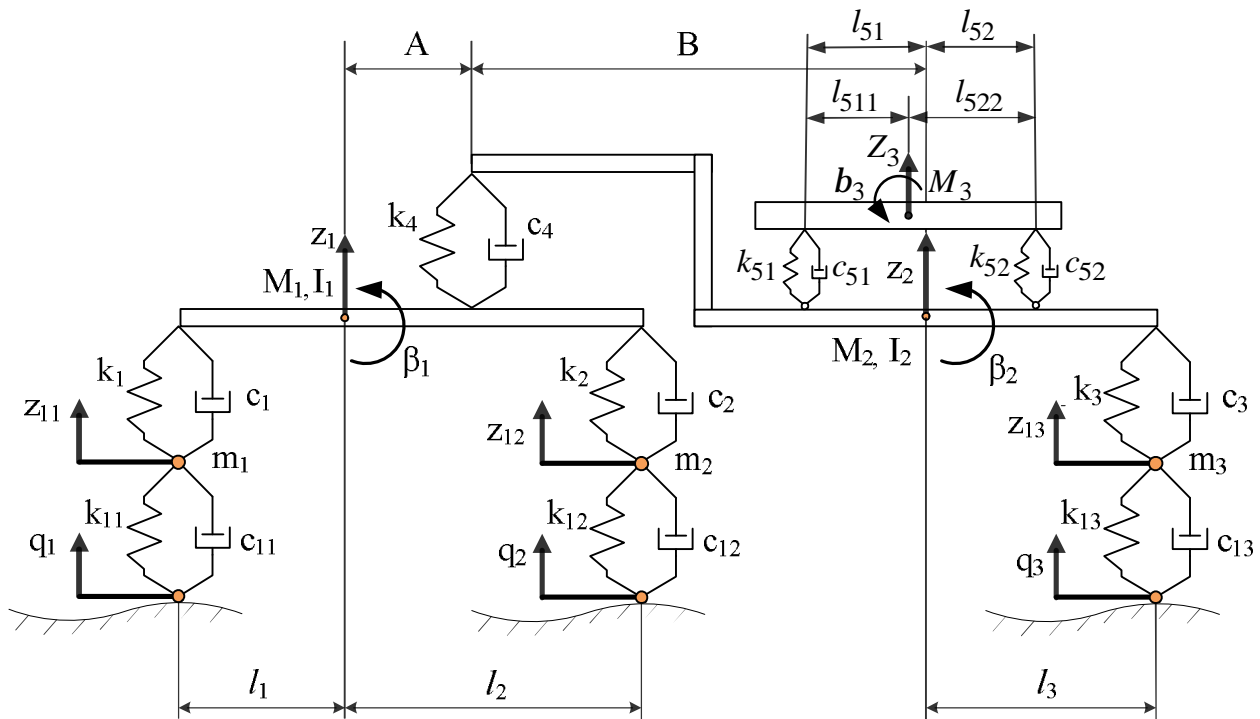 l₅₁ l₅₂
A B
l₅₁₁ l₅₂₂
Z₃
b₃ M₃
k₄ c₄
z₁
k₅₁ c₅₁ z₂ k₅₂ c₅₂
M₁, I₁
β₁
M₂, I₂
β₂
k₁ c₁ k₂ c₂ k₃ c₃
z₁₁ z₁₂ z₁₃
m₁ m₂ m₃
k₁₁ c₁₁ k₁₂ c₁₂ k₁₃ c₁₃
q₁ q₂ q₃
l₁ l₂ l₃